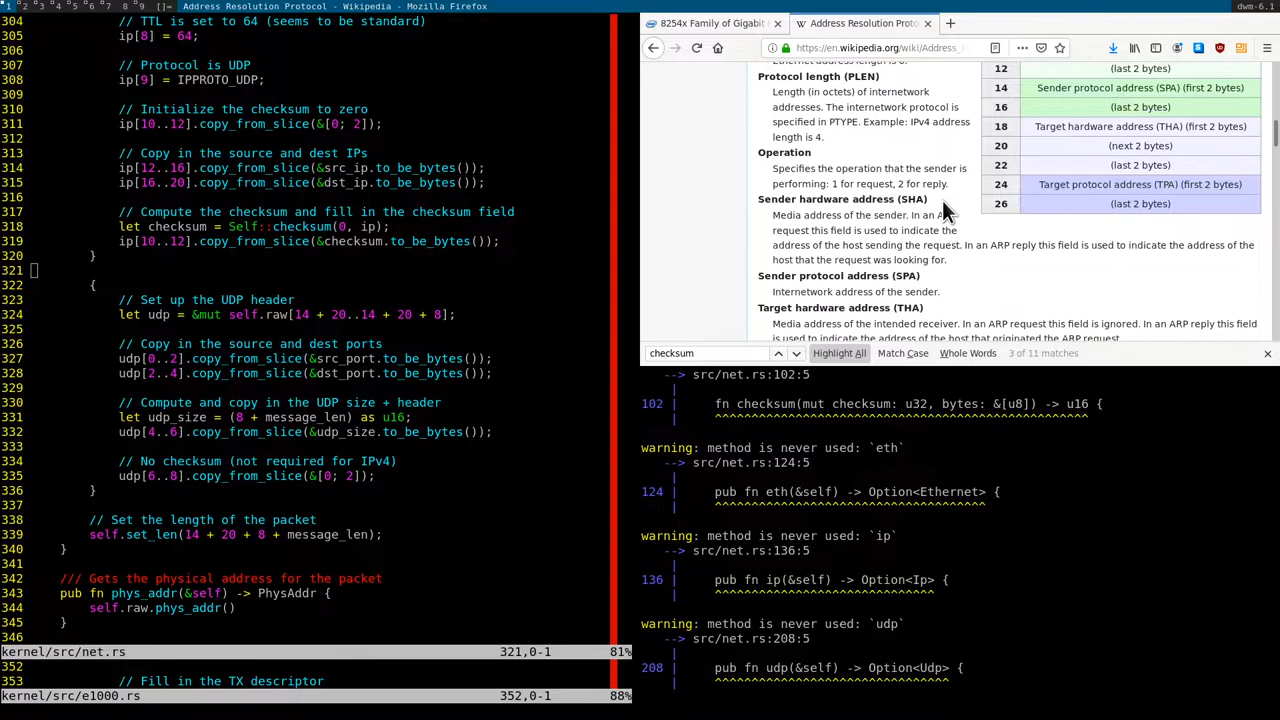 1 2 3 4 5 6 7 8 9 []= Address Resolution Protocol - Wikipedia - Mozilla Firefox dwm-6.1
304 // TTL is set to 64 (seems to be standard)
305 ip[8] = 64;
306
307 // Protocol is UDP
308 ip[9] = IPPROTO_UDP;
309
310 // Initialize the checksum to zero
311 ip[10..12].copy_from_slice(&[0; 2]);
312
313 // Copy in the source and dest IPs
314 ip[12..16].copy_from_slice(&src_ip.to_be_bytes());
315 ip[16..20].copy_from_slice(&dst_ip.to_be_bytes());
316
317 // Compute the checksum and fill in the checksum field
318 let checksum = Self::checksum(0, ip);
319 ip[10..12].copy_from_slice(&checksum.to_be_bytes());
320 }
321
322 {
323 // Set up the UDP header
324 let udp = &mut self.raw[14 + 20..14 + 20 + 8];
325
326 // Copy in the source and dest ports
327 udp[0..2].copy_from_slice(&src_port.to_be_bytes());
328 udp[2..4].copy_from_slice(&dst_port.to_be_bytes());
329
330 // Compute and copy in the UDP size + header
331 let udp_size = (8 + message_len) as u16;
332 udp[4..6].copy_from_slice(&udp_size.to_be_bytes());
333
334 // No checksum (not required for IPv4)
335 udp[6..8].copy_from_slice(&[0; 2]);
336 }
337
338 // Set the length of the packet
339 self.set_len(14 + 20 + 8 + message_len);
340 }
341
342 /// Gets the physical address for the packet
343 pub fn phys_addr(&self) -> PhysAddr {
344 self.raw.phys_addr()
345 }
346
kernel/src/net.rs 321,0-1 81%
352
353 // Fill in the TX descriptor
kernel/src/e1000.rs 352,0-1 88%
8254x Family of Gigabit
Address Resolution Proto
https://en.wikipedia.org/wiki/Address_
Protocol length (PLEN)
Length (in octets) of internetwork
addresses. The internetwork protocol is
specified in PTYPE. Example: IPv4 address
length is 4.
Operation
Specifies the operation that the sender is
performing: 1 for request, 2 for reply.
Sender hardware address (SHA)
Media address of the sender. In an
request this field is used to indicate the
address of the host sending the request. In an ARP reply this field is used to indicate the address of the
host that the request was looking for.
Sender protocol address (SPA)
Internetwork address of the sender.
Target hardware address (THA)
Media address of the intended receiver. In an ARP request this field is ignored. In an ARP reply this field is
used to indicate the address of the host that originated the ARP request.
12 (last 2 bytes)
14 Sender protocol address (SPA) (first 2 bytes)
16 (last 2 bytes)
18 Target hardware address (THA) (first 2 bytes)
20 (next 2 bytes)
22 (last 2 bytes)
24 Target protocol address (TPA) (first 2 bytes)
26 (last 2 bytes)
checksum Highlight All Match Case Whole Words 3 of 11 matches
--> src/net.rs:102:5
|
102 | fn checksum(mut checksum: u32, bytes: &[u8]) -> u16 {
| ^^^^^^^^^^^^^^^^^^^^^^^^^^^^^^^^^^^^^^^^^^^^^^^^^^^
warning: method is never used: `eth`
--> src/net.rs:124:5
|
124 | pub fn eth(&self) -> Option<Ethernet> {
| ^^^^^^^^^^^^^^^^^^^^^^^^^^^^^^^^^^^^^
warning: method is never used: `ip`
--> src/net.rs:136:5
|
136 | pub fn ip(&self) -> Option<Ip> {
| ^^^^^^^^^^^^^^^^^^^^^^^^^^^^^^
warning: method is never used: `udp`
--> src/net.rs:208:5
|
208 | pub fn udp(&self) -> Option<Udp> {
| ^^^^^^^^^^^^^^^^^^^^^^^^^^^^^^^^